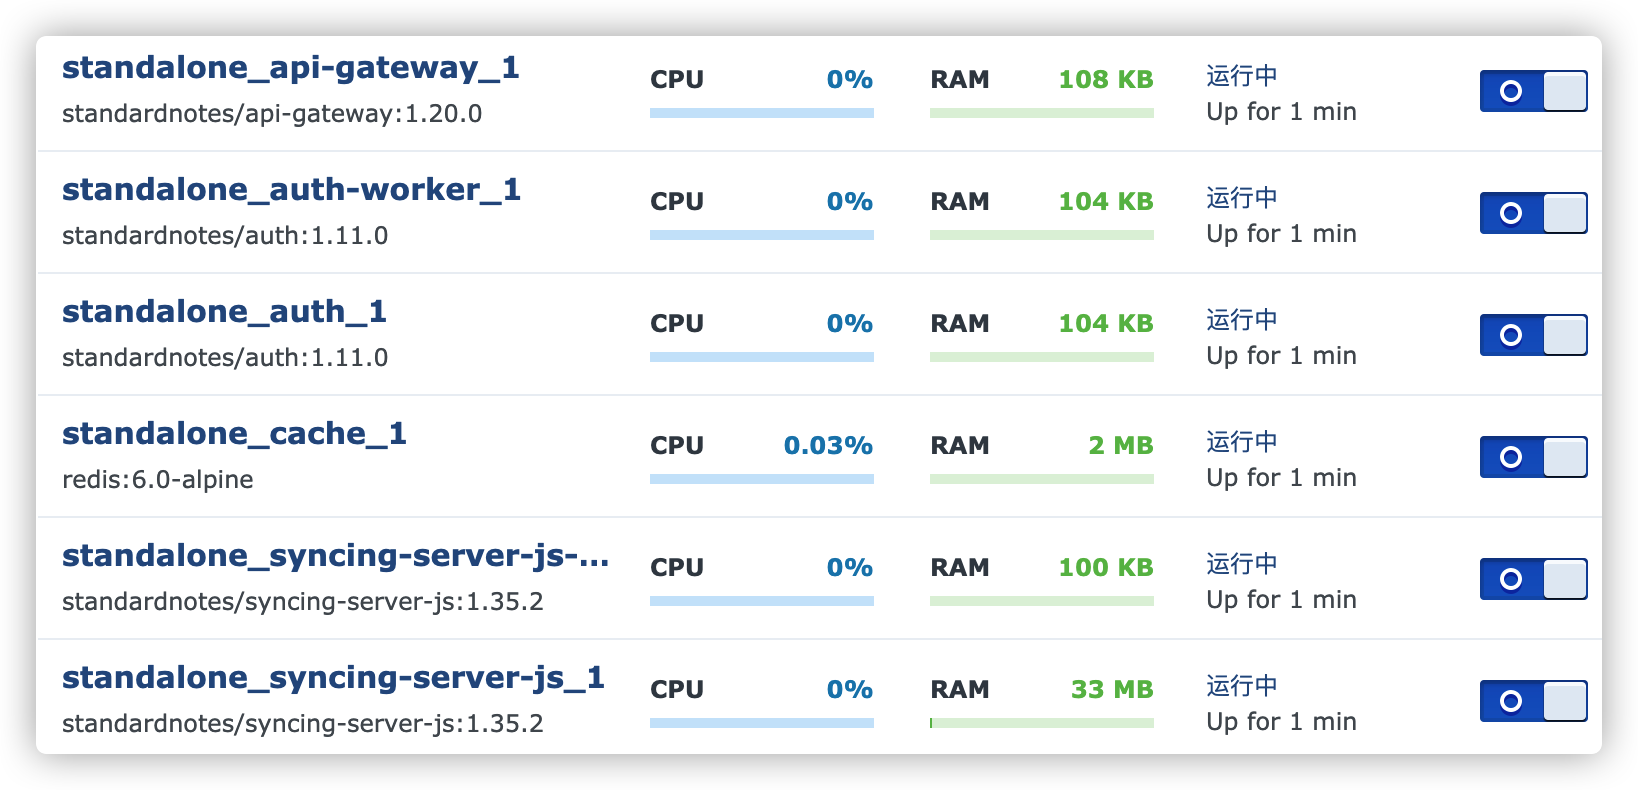 standalone_api-gateway_1
standardnotes/api-gateway:1.20.0
CPU 0%
RAM 108 KB
运行中
Up for 1 min
standalone_auth-worker_1
standardnotes/auth:1.11.0
CPU 0%
RAM 104 KB
运行中
Up for 1 min
standalone_auth_1
standardnotes/auth:1.11.0
CPU 0%
RAM 104 KB
运行中
Up for 1 min
standalone_cache_1
redis:6.0-alpine
CPU 0.03%
RAM 2 MB
运行中
Up for 1 min
standalone_syncing-server-js-...
standardnotes/syncing-server-js:1.35.2
CPU 0%
RAM 100 KB
运行中
Up for 1 min
standalone_syncing-server-js_1
standardnotes/syncing-server-js:1.35.2
CPU 0%
RAM 33 MB
运行中
Up for 1 min